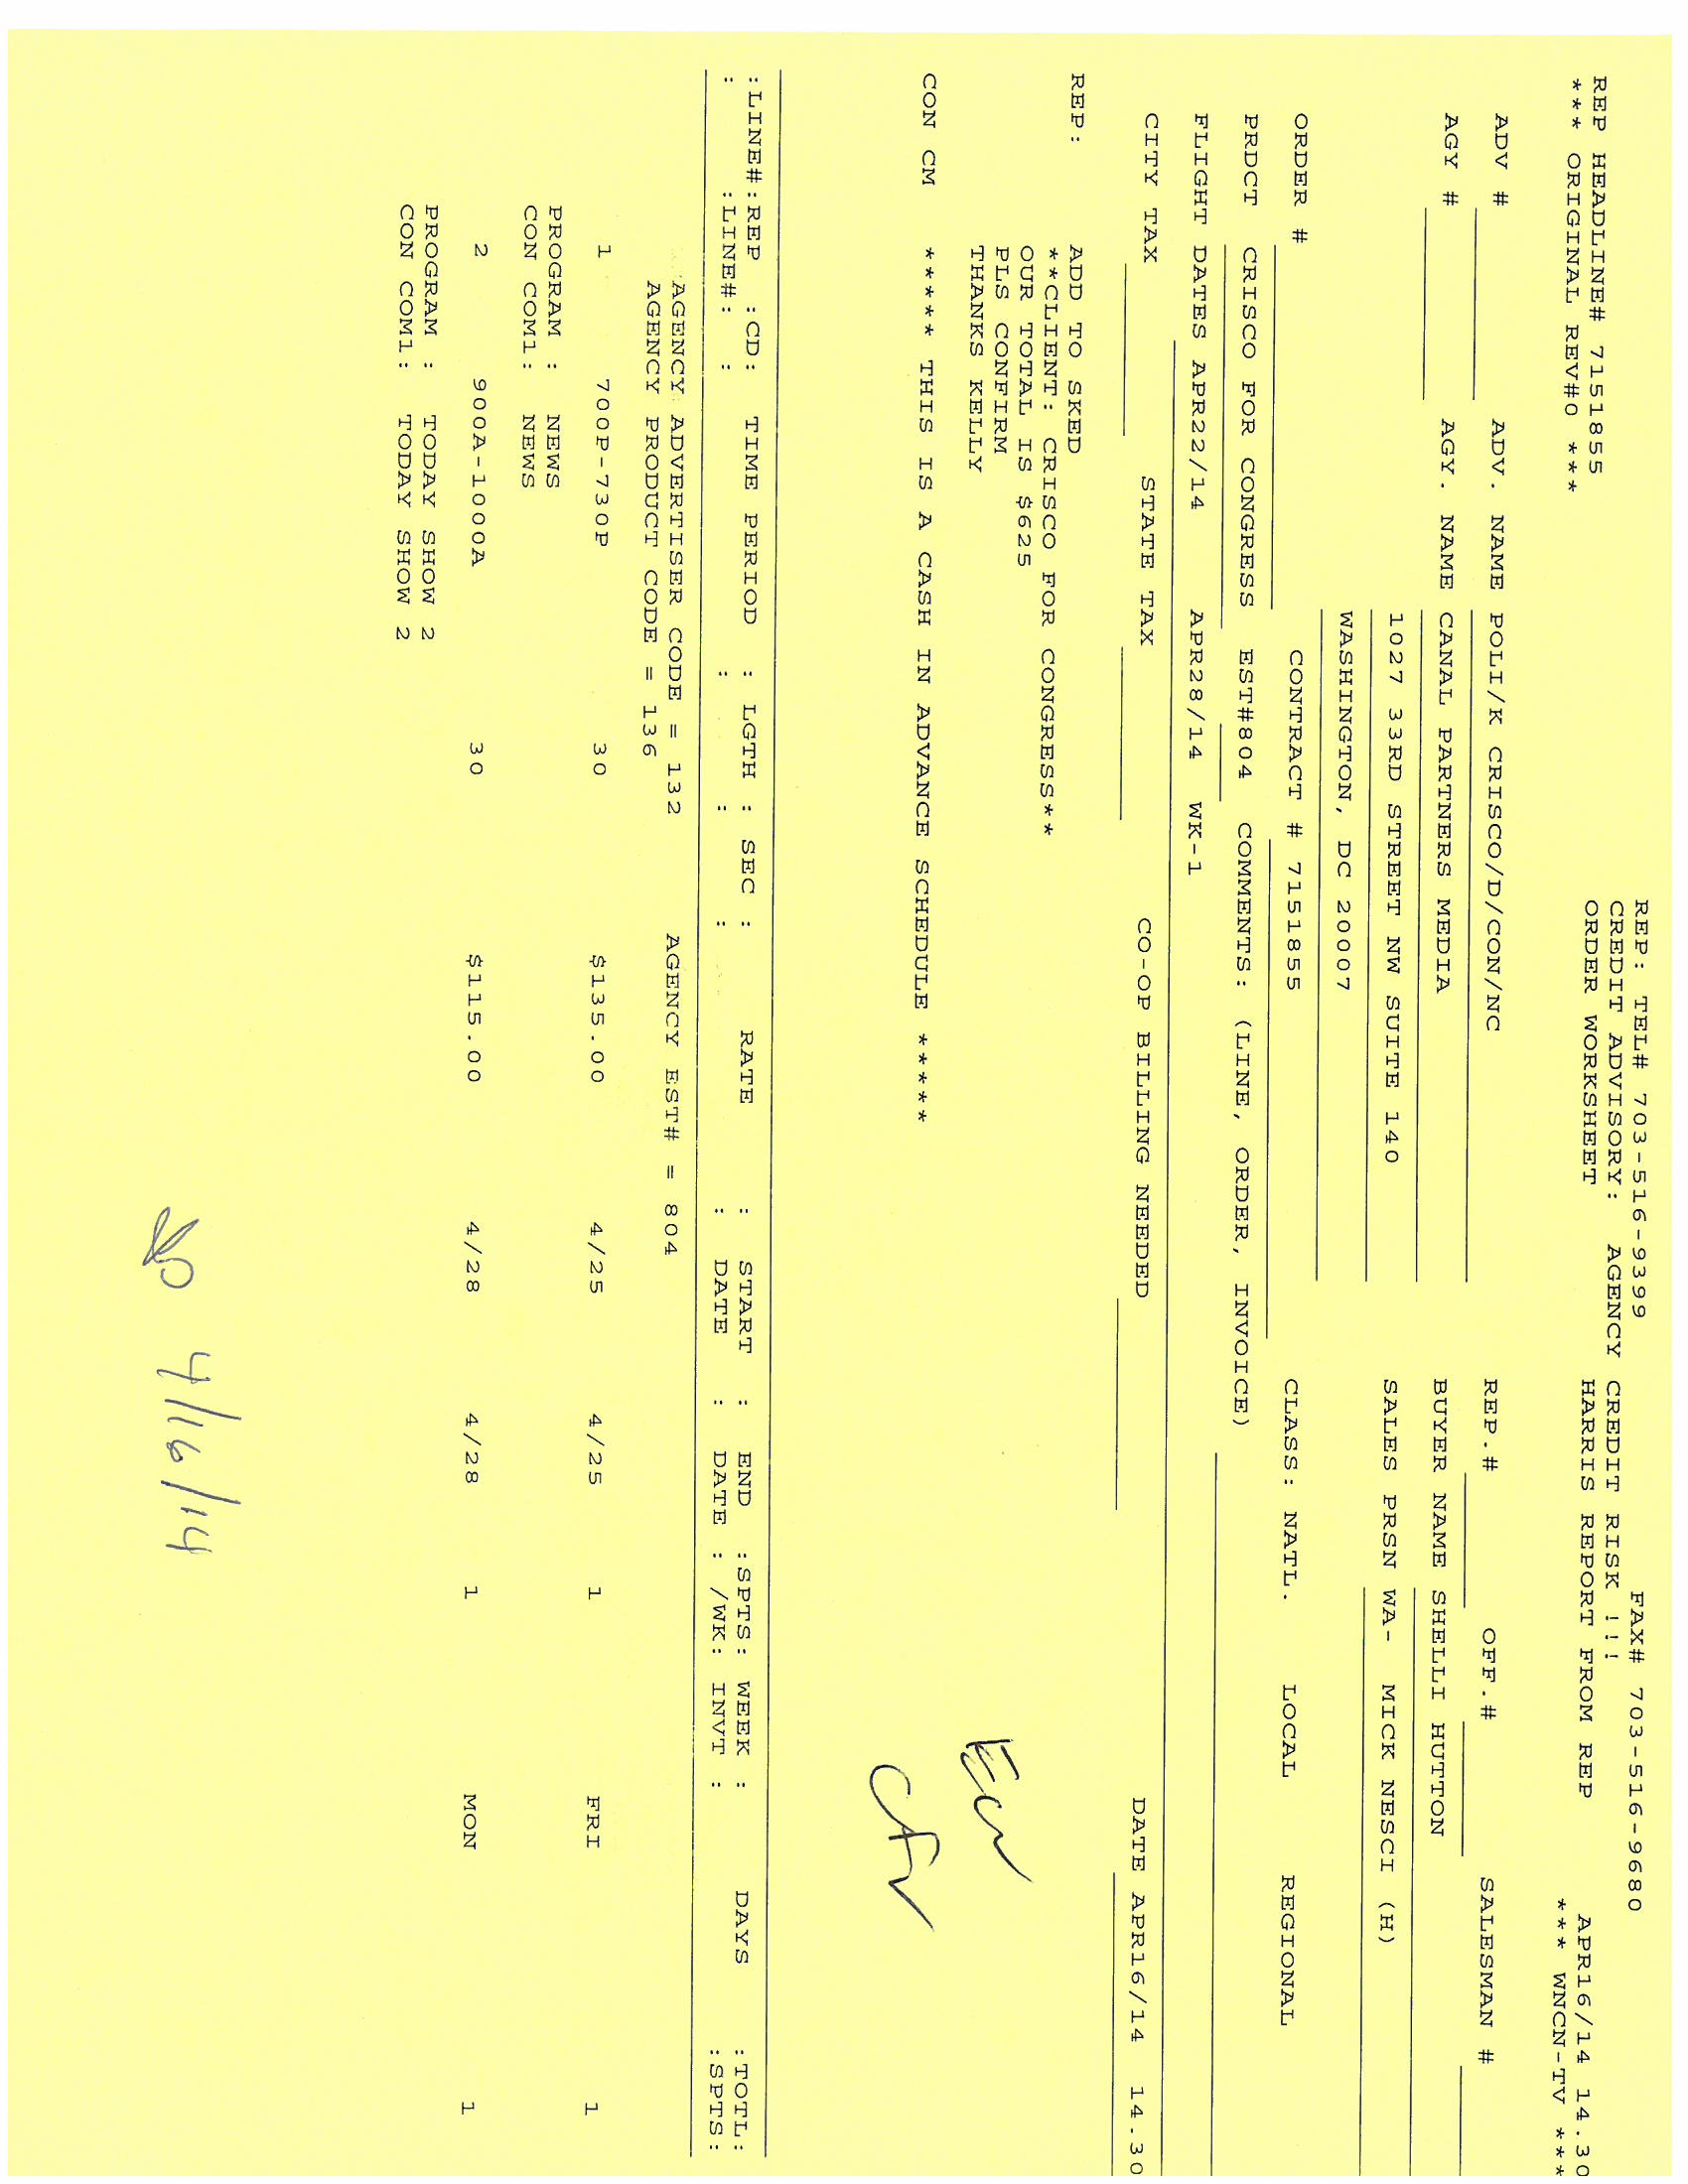 REP: TEL# 703-516-9399 FAX# 703-516-9680
CREDIT ADVISORY: AGENCY CREDIT RISK !!!
REP HEADLINE# 7151855 ORDER WORKSHEET HARRIS REPORT FROM REP APR16/14 14.30
*** ORIGINAL REV#0 *** *** WNCN-TV ***
ADV # ADV. NAME POLI/K CRISCO/D/CON/NC REP.# OFF.# SALESMAN #
AGY # AGY. NAME CANAL PARTNERS MEDIA BUYER NAME SHELLI HUTTON
1027 33RD STREET NW SUITE 140 SALES PRSN WA- MICK NESCI (H)
WASHINGTON, DC 20007
ORDER # CONTRACT # 7151855 CLASS: NATL. LOCAL REGIONAL
PRDCT CRISCO FOR CONGRESS EST#804 COMMENTS: (LINE, ORDER, INVOICE)
FLIGHT DATES APR22/14 APR28/14 WK-1
CITY TAX STATE TAX CO-OP BILLING NEEDED DATE APR16/14 14.30
REP: ADD TO SKED
**CLIENT: CRISCO FOR CONGRESS**
OUR TOTAL IS $625
PLS CONFIRM
THANKS KELLY
CON CM ***** THIS IS A CASH IN ADVANCE SCHEDULE *****
:LINE#:REP :CD: TIME PERIOD : LGTH : SEC : RATE : START : END :SPTS: WEEK : DAYS :TOTL:
: :LINE#: : : : : : DATE : DATE : /WK: INVT : :SPTS:
AGENCY ADVERTISER CODE = 132 AGENCY EST# = 804
AGENCY PRODUCT CODE = 136
1 700P-730P 30 $135.00 4/25 4/25 1 FRI 1
PROGRAM : NEWS
CON COM1: NEWS
2 900A-1000A 30 $115.00 4/28 4/28 1 MON 1
PROGRAM : TODAY SHOW 2
CON COM1: TODAY SHOW 2
4/16/14